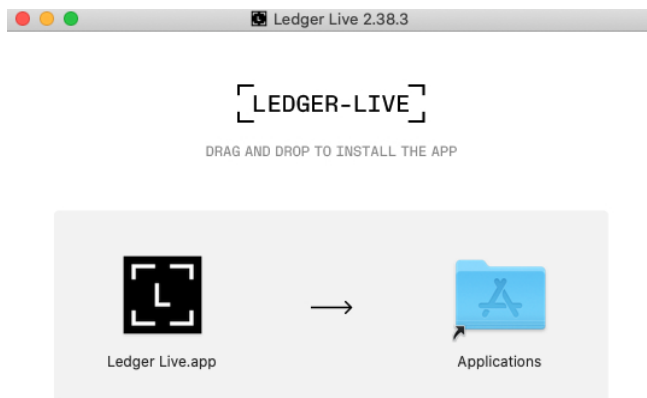 Ledger Live 2.38.3
LEDGER-LIVE
DRAG AND DROP TO INSTALL THE APP
L
Ledger Live.app
Applications